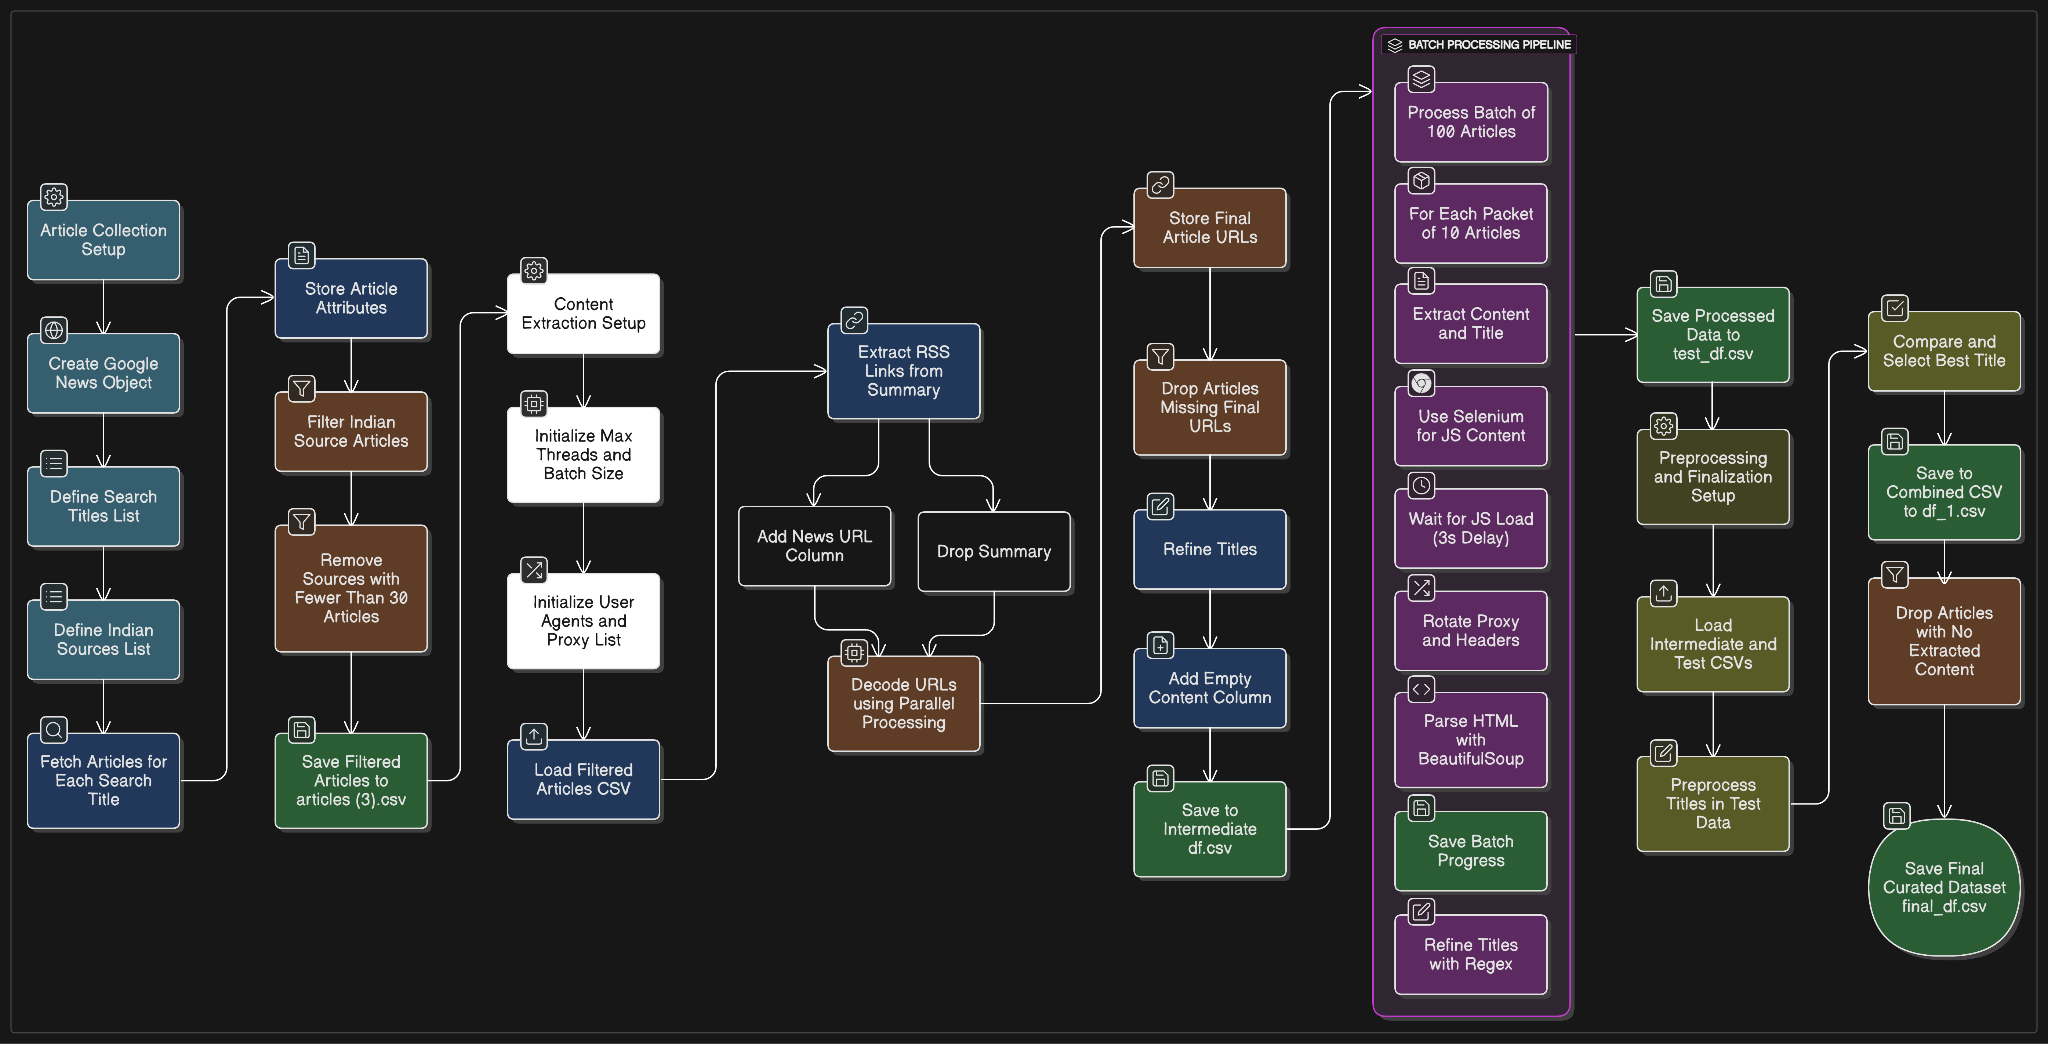 Article Collection
Setup
Create Google
News Object
Define Search
Titles List
Define Indian
Sources List
Fetch Articles for
Each Search
Title
Store Article
Attributes
Filter Indian
Source Articles
Remove
Sources with
Fewer Than 30
Articles
Save Filtered
Articles to
articles (3).csv
Content
Extraction Setup
Initialize Max
Threads and
Batch Size
Initialize User
Agents and
Proxy List
Load Filtered
Articles CSV
Extract RSS
Links from
Summary
Add News URL
Column
Drop Summary
Decode URLs
using Parallel
Processing
Store Final
Article URLs
Drop Articles
Missing Final
URLs
Refine Titles
Add Empty
Content Column
Save to
Intermediate
df.csv
BATCH PROCESSING PIPELINE
Process Batch of
100 Articles
For Each Packet
of 10 Articles
Extract Content
and Title
Use Selenium
for JS Content
Wait for JS Load
(3s Delay)
Rotate Proxy
and Headers
Parse HTML
with
BeautifulSoup
Save Batch
Progress
Refine Titles
with Regex
Save Processed
Data to
test_df.csv
Preprocessing
and Finalization
Setup
Load
Intermediate and
Test CSVs
Preprocess
Titles in Test
Data
Compare and
Select Best Title
Save to
Combined CSV
to df_1.csv
Drop Articles
with No
Extracted
Content
Save Final
Curated Dataset
final_df.csv